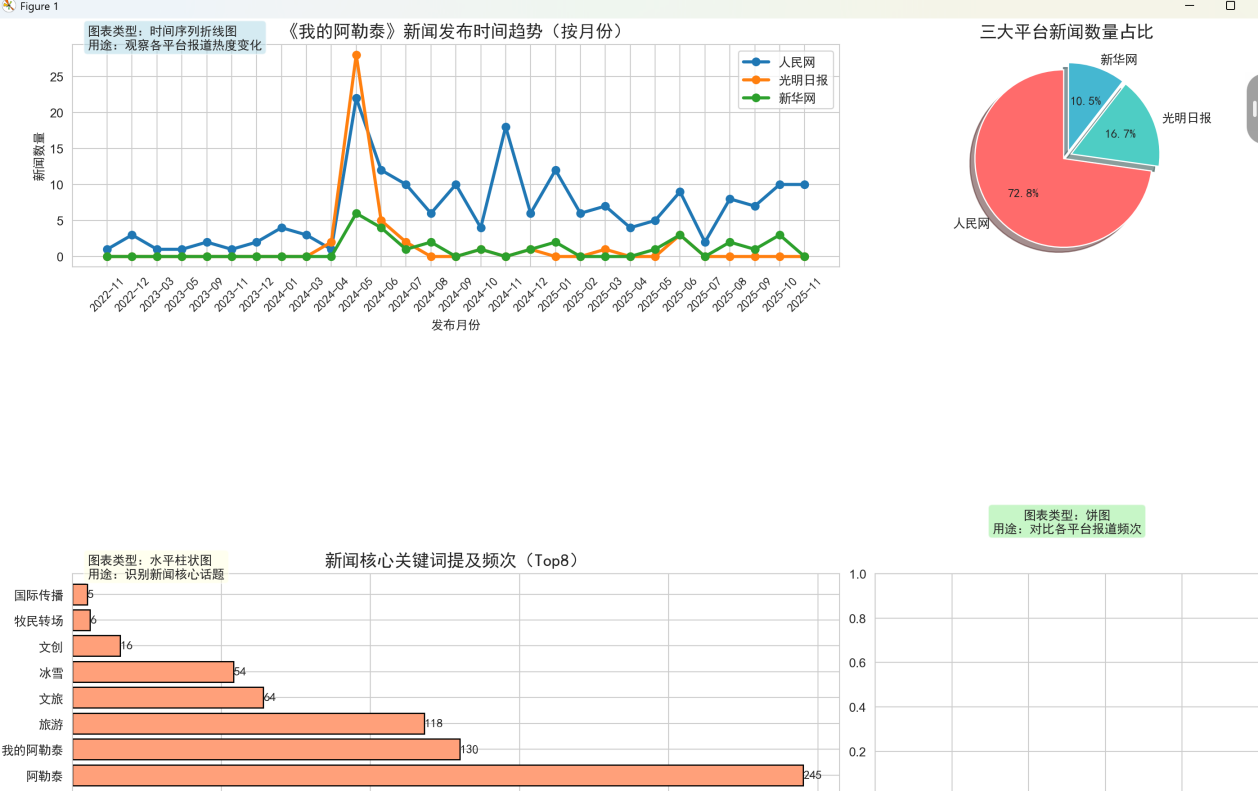 Figure 1
图表类型：时间序列折线图
用途：观察各平台报道热度变化
《我的阿勒泰》新闻发布时间趋势（按月份）
人民网
光明日报
新华网
新闻数量
25
20
15
10
5
0
2022-11
2022-12
2023-03
2023-05
2023-09
2023-11
2023-12
2024-01
2024-03
2024-04
2024-05
2024-06
2024-07
2024-08
2024-09
2024-10
2024-11
2024-12
2025-01
2025-02
2025-03
2025-04
2025-05
2025-06
2025-07
2025-08
2025-09
2025-10
2025-11
发布月份
三大平台新闻数量占比
新华网
10.5%
光明日报
16.7%
72.8%
人民网
图表类型：饼图
用途：对比各平台报道频次
图表类型：水平柱状图
用途：识别新闻核心话题
新闻核心关键词提及频次（Top8）
国际传播 5
牧民转场 6
文创 16
冰雪 54
文旅 64
旅游 118
我的阿勒泰 130
阿勒泰 245
1.0
0.8
0.6
0.4
0.2